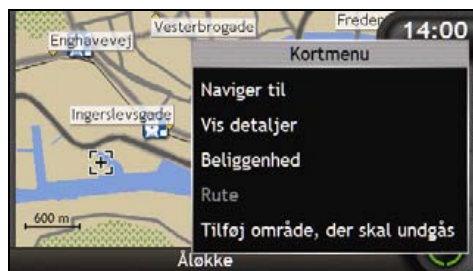 Vesterbrogade
Freder
14:00
Enghavevej
Kortmenu
Naviger til
Ingerslevsgade
Vis detaljer
Beliggenhed
Rute
600 m
Tilføj område, der skal undgås
Åløkke